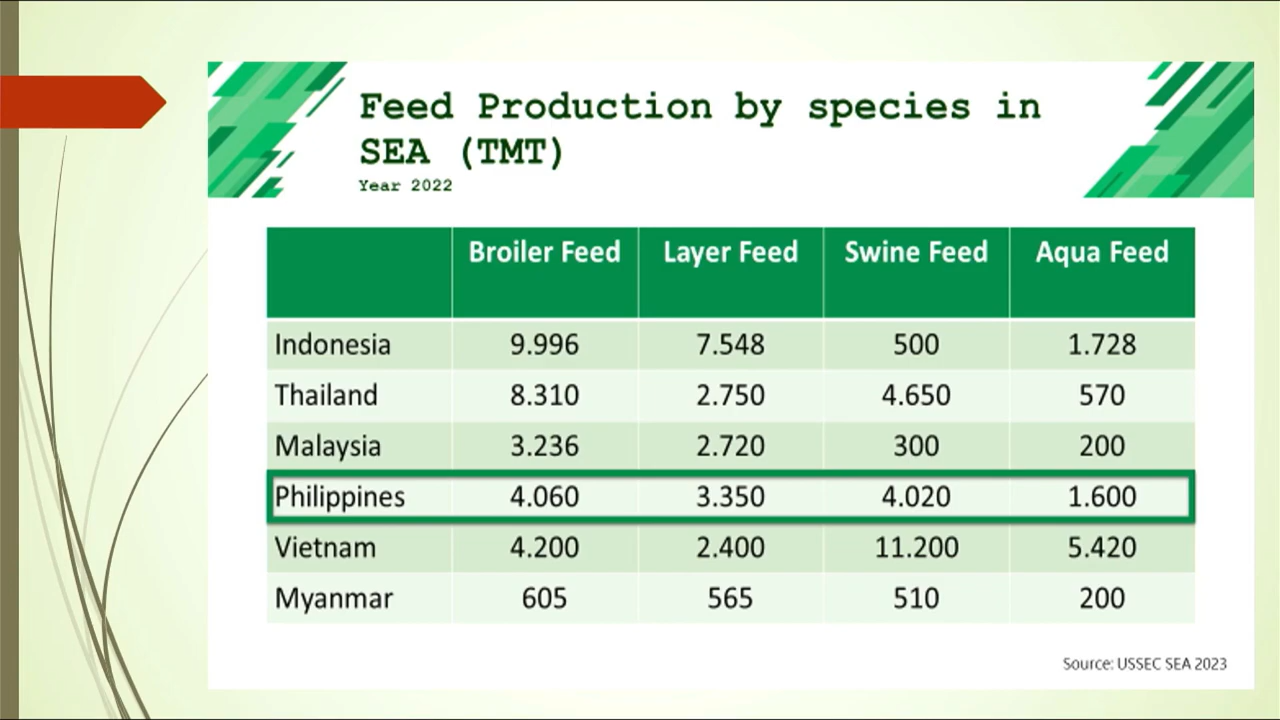 Feed Production by species in
SEA (TMT)
Year 2022
Broiler Feed Layer Feed Swine Feed Aqua Feed
Indonesia 9.996 7.548 500 1.728
Thailand 8.310 2.750 4.650 570
Malaysia 3.236 2.720 300 200
Philippines 4.060 3.350 4.020 1.600
Vietnam 4.200 2.400 11.200 5.420
Myanmar 605 565 510 200
Source: USSEC SEA 2023